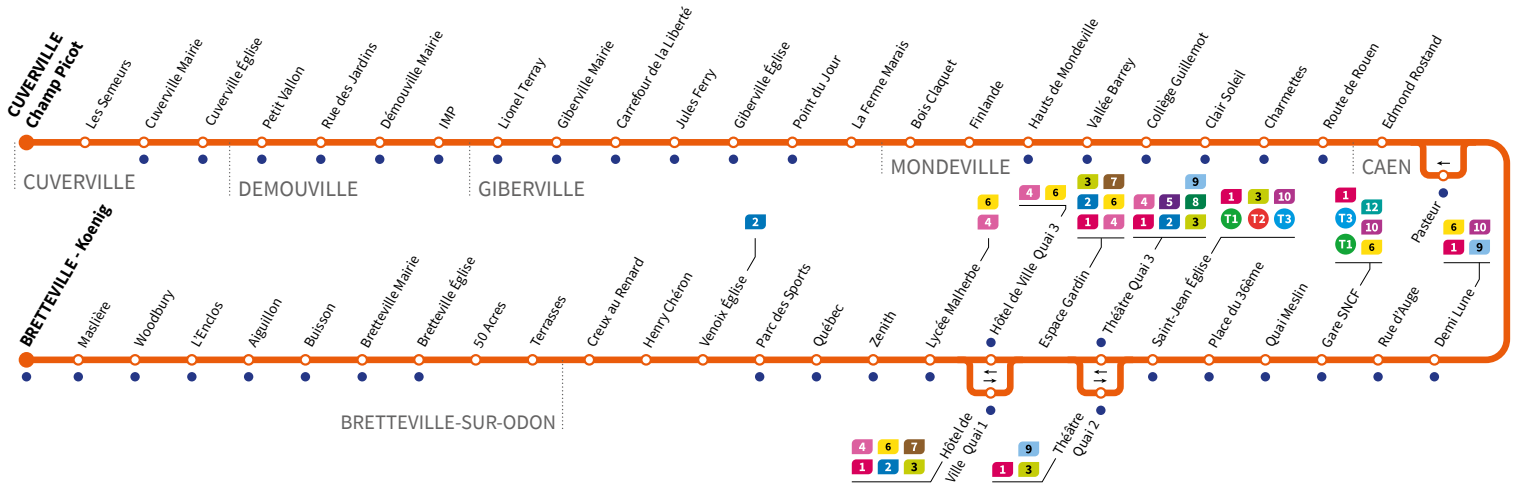 CUVERVILLE
Champ Picot
Les Semeurs
Cuverville Mairie
Cuverville Église
Petit Vallon
Rue des Jardins
Démouville Mairie
IMP
Lionel Terray
Giberville Mairie
Carrefour de la Liberté
Jules Ferry
Giberville Église
Point du Jour
La Ferme Marais
Bois Claquet
Finlande
Hauts de Mondeville
Vallée Barrey
Collège Guillemot
Clair Soleil
Charmettes
Route de Rouen
Edmond Rostand
CUVERVILLE
DEMOUVILLE
GIBERVILLE
MONDEVILLE
CAEN
Pasteur
BRETTEVILLE - Koenig
Maslière
Woodbury
L'Enclos
Aiguillon
Buisson
Bretteville Mairie
Bretteville Église
50 Acres
Terrasses
Creux au Renard
Henry Chéron
Venoix Église
2
Parc des Sports
Québec
Zenith
Lycée Malherbe
6
4
Hôtel de Ville Quai 3
4 6
Espace Gardin
3 7
2 6
1 4
Théâtre Quai 3
9
4 5 8
1 2 3
Saint-Jean Église
1 3 10
T1 T2 T3
Place du 36ème
Quai Meslin
Gare SNCF
1
T3 12
10
T1 6
Rue d'Auge
Demi Lune
6 10
1 9
BRETTEVILLE-SUR-ODON
4 6 7
1 2 3
Hôtel de
Ville Quai 1
9
1 3
Théâtre
Quai 2